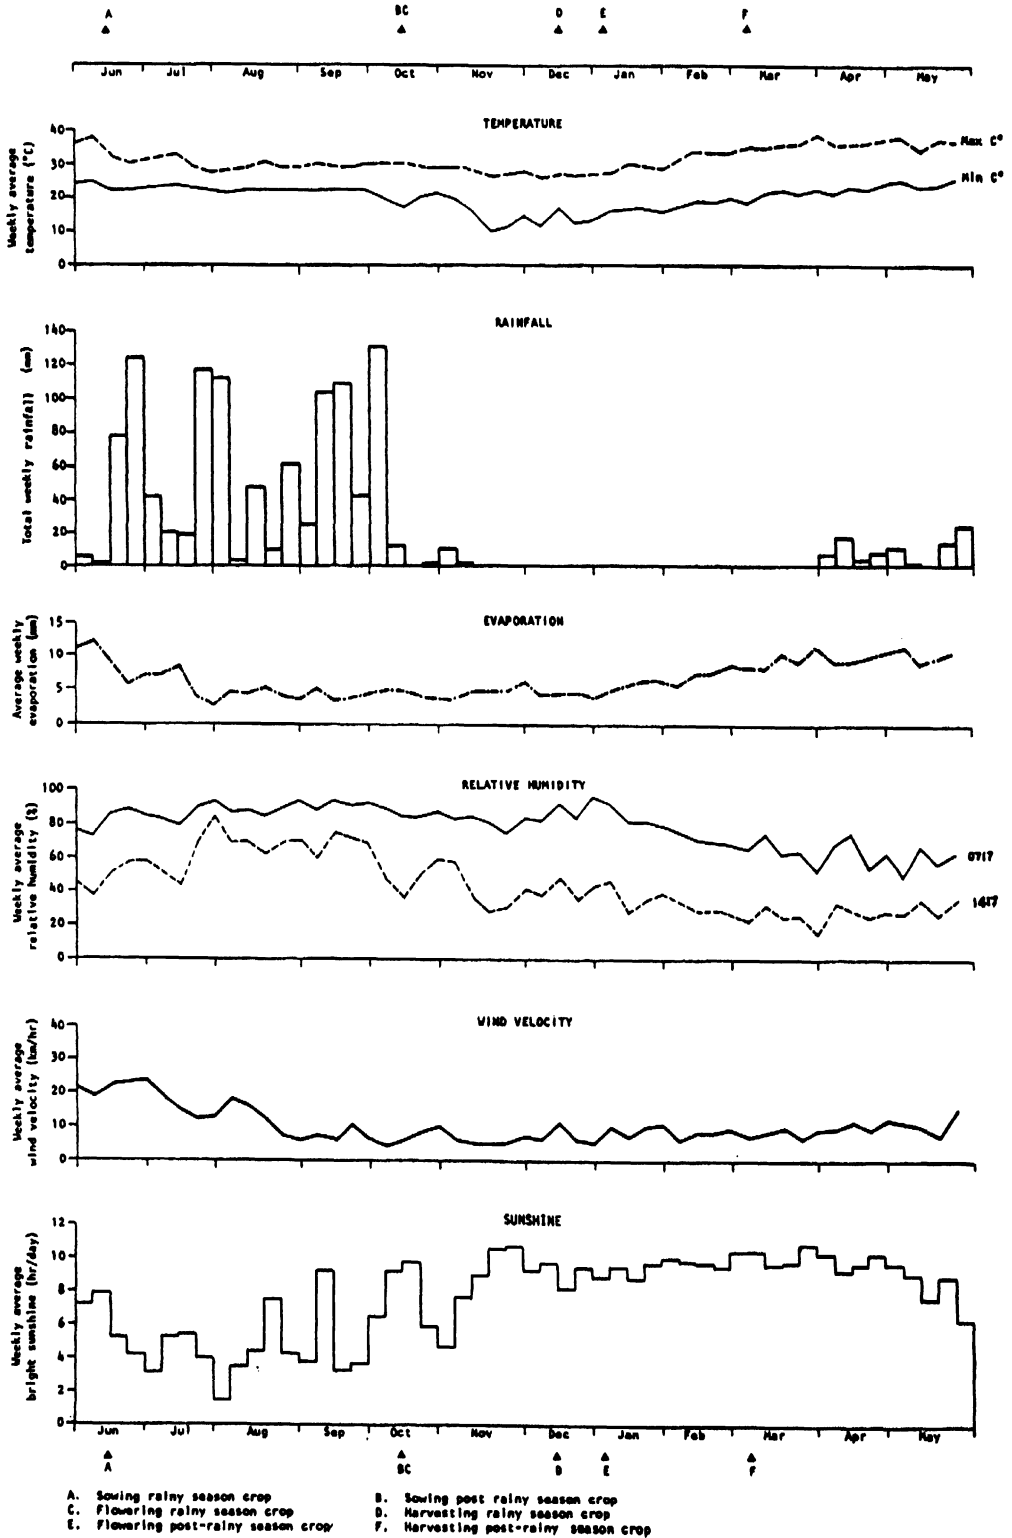 A BC D E F
Jun Jul Aug Sep Oct Nov Dec Jan Feb Mar Apr May
TEMPERATURE
Weekly average
temperature (°C)
40
30
20
10
0
Max C°
Min C°
RAINFALL
Total weekly rainfall (mm)
140
120
100
80
60
40
20
0
EVAPORATION
Average weekly
evaporation (mm)
15
10
5
0
RELATIVE HUMIDITY
Weekly average
relative humidity (%)
100
80
60
40
20
0
0717
1417
WIND VELOCITY
Weekly average
wind velocity (km/hr)
40
30
20
10
0
SUNSHINE
Weekly average
bright sunshine (hr/day)
12
10
8
6
4
2
0
Jun Jul Aug Sep Oct Nov Dec Jan Feb Mar Apr May
A BC D E F
A. Sowing rainy season crop
B. Sowing post rainy season crop
C. Flowering rainy season crop
D. Harvesting rainy season crop
E. Flowering post-rainy season crop
F. Harvesting post-rainy season crop